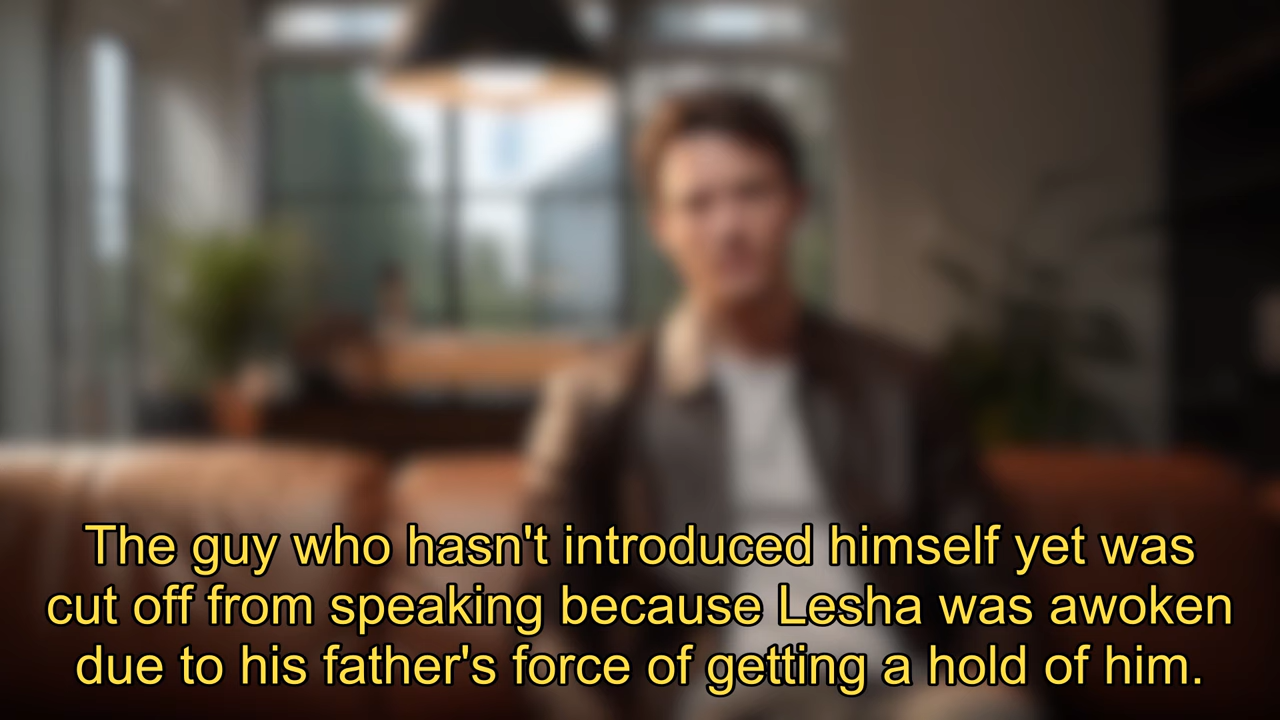 The guy who hasn't introduced himself yet was
cut off from speaking because Lesha was awoken
due to his father's force of getting a hold of him.